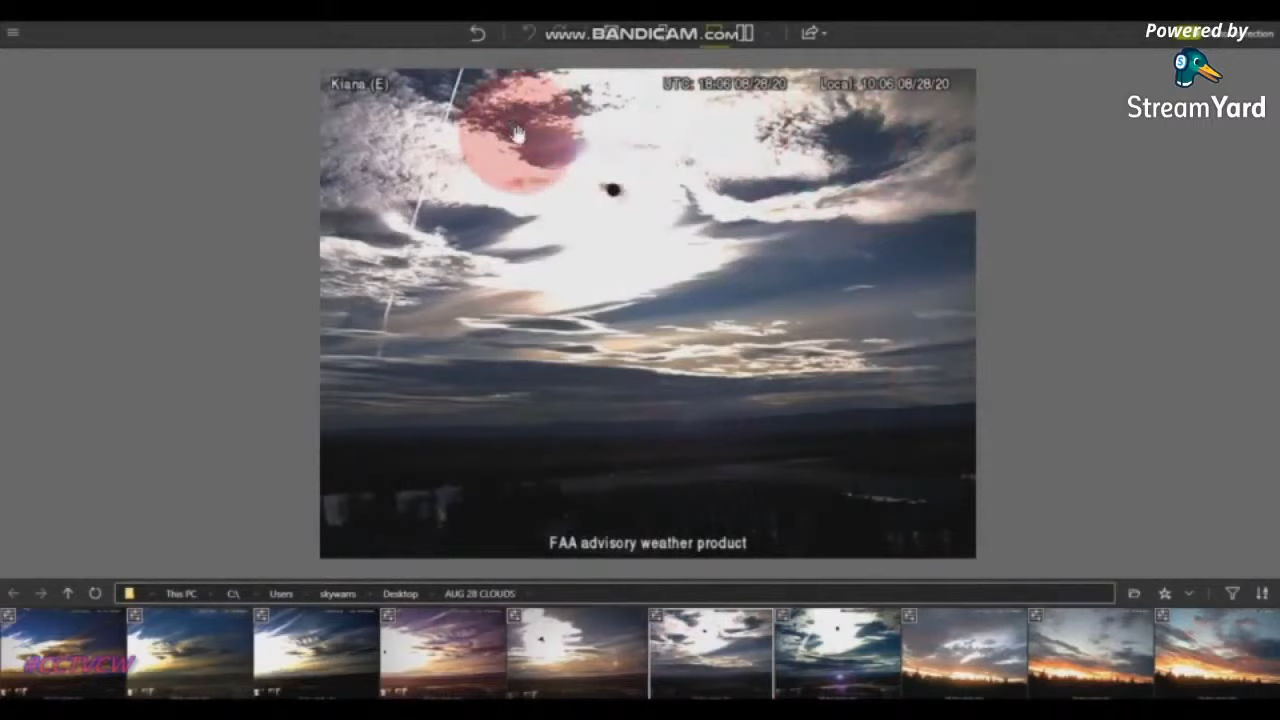 www.BANDICAM.com
Powered by
StreamYard
Kiana (E)
UTC: 18:06 08/28/20
Local: 10:06 08/28/20
FAA advisory weather product
This PC
C:\
Users
skywarrs
Desktop
AUG 28 CLOUDS